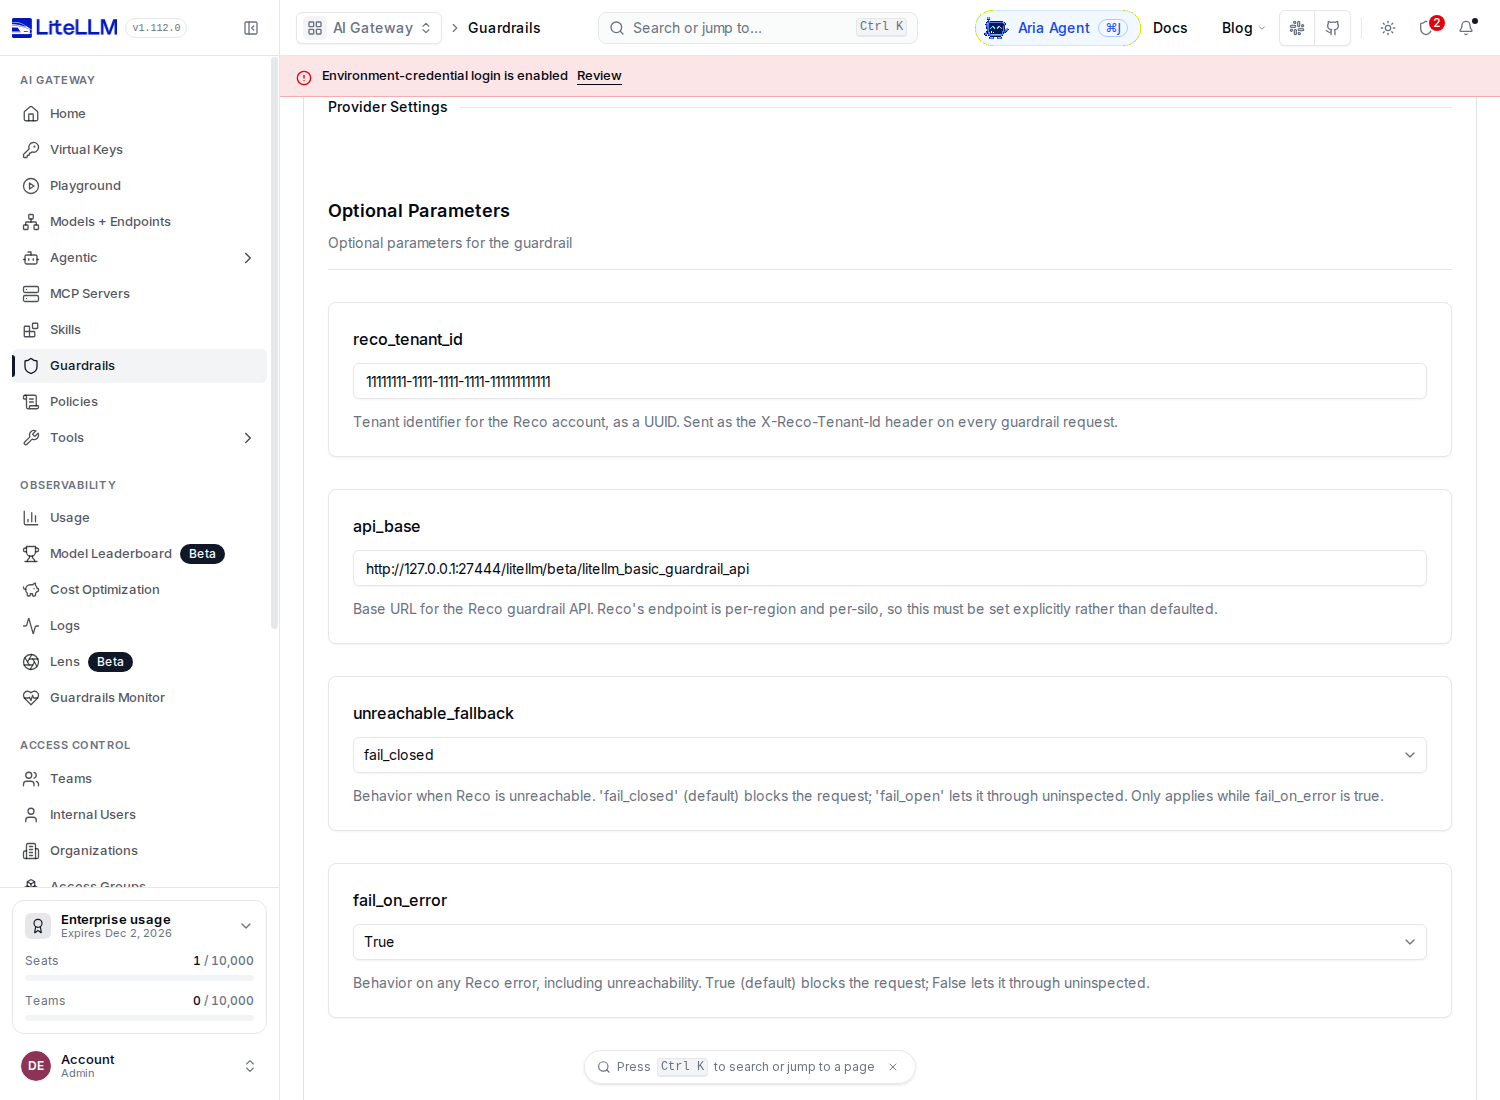 LiteLLM
v1.112.0
AI Gateway
Guardrails
Search or jump to...
Ctrl K
Aria Agent
⌘J
Docs
Blog
2
Environment-credential login is enabled Review
AI GATEWAY
Home
Virtual Keys
Playground
Models + Endpoints
Agentic
MCP Servers
Skills
Guardrails
Policies
Tools
OBSERVABILITY
Usage
Model Leaderboard Beta
Cost Optimization
Logs
Lens Beta
Guardrails Monitor
ACCESS CONTROL
Teams
Internal Users
Organizations
Access Groups
Enterprise usage
Expires Dec 2, 2026
Seats 1 / 10,000
Teams 0 / 10,000
DE
Account
Admin
Provider Settings
Optional Parameters
Optional parameters for the guardrail
reco_tenant_id
11111111-1111-1111-1111-111111111111
Tenant identifier for the Reco account, as a UUID. Sent as the X-Reco-Tenant-Id header on every guardrail request.
api_base
http://127.0.0.1:27444/litellm/beta/litellm_basic_guardrail_api
Base URL for the Reco guardrail API. Reco's endpoint is per-region and per-silo, so this must be set explicitly rather than defaulted.
unreachable_fallback
fail_closed
Behavior when Reco is unreachable. 'fail_closed' (default) blocks the request; 'fail_open' lets it through uninspected. Only applies while fail_on_error is true.
fail_on_error
True
Behavior on any Reco error, including unreachability. True (default) blocks the request; False lets it through uninspected.
Press Ctrl K to search or jump to a page